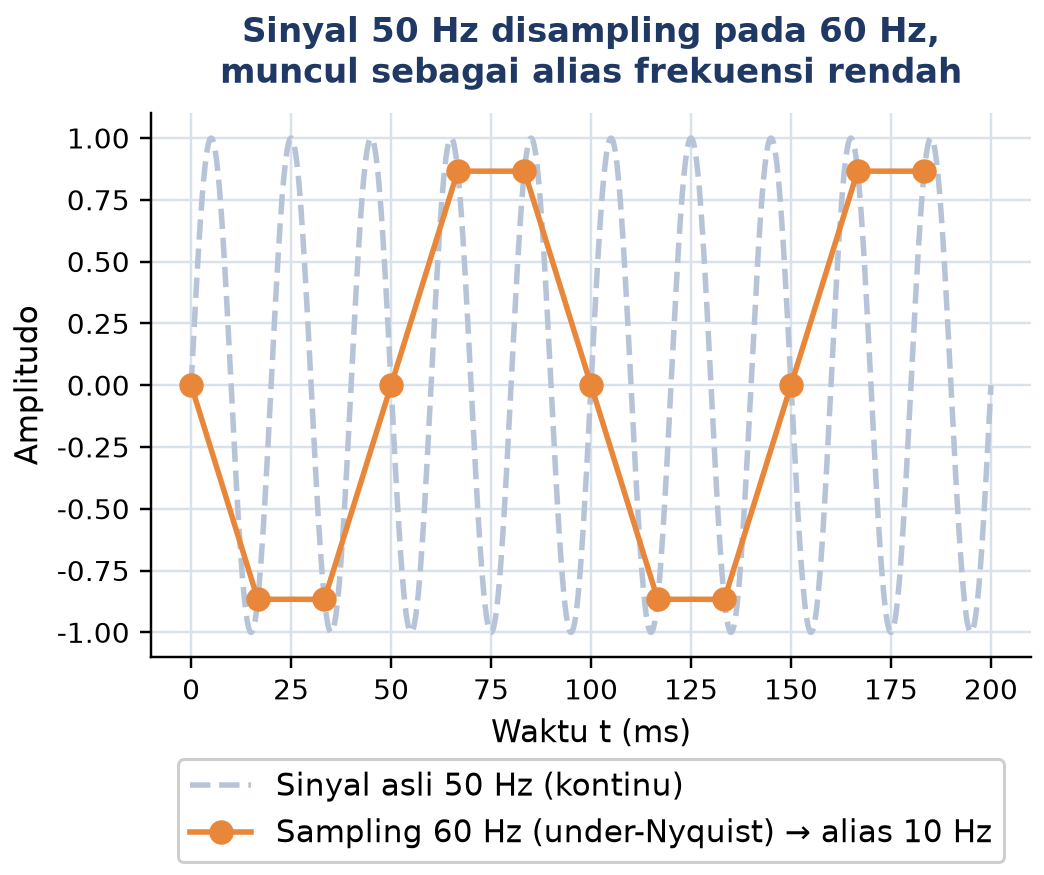 Sinyal 50 Hz disampling pada 60 Hz,
muncul sebagai alias frekuensi rendah
1.00
0.75
0.50
0.25
0.00
-0.25
-0.50
-0.75
-1.00
Amplitudo
0 25 50 75 100 125 150 175 200
Waktu t (ms)
Sinyal asli 50 Hz (kontinu)
Sampling 60 Hz (under-Nyquist) → alias 10 Hz